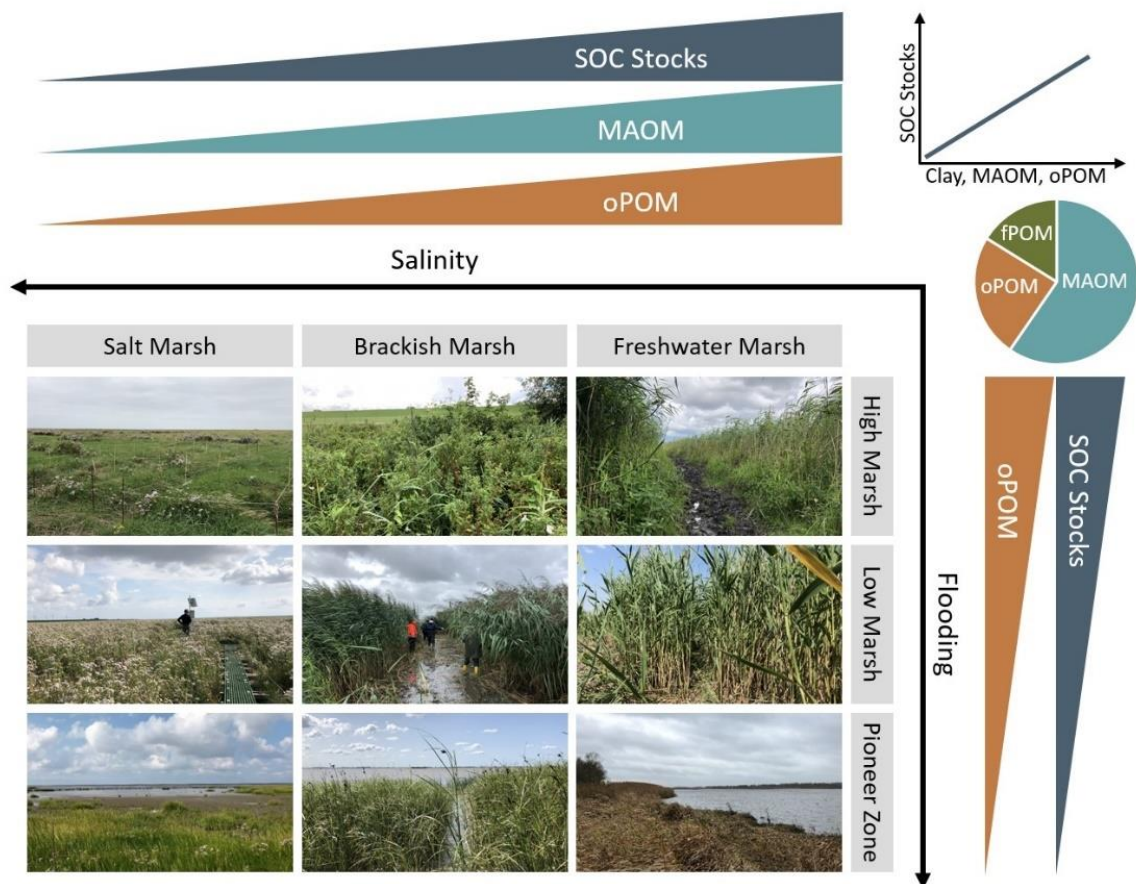 SOC Stocks
MAOM
oPOM
SOC Stocks
Clay, MAOM, oPOM
fPOM
oPOM
MAOM
Salinity
Salt Marsh
Brackish Marsh
Freshwater Marsh
High Marsh
Low Marsh
Pioneer Zone
Flooding
oPOM
SOC Stocks